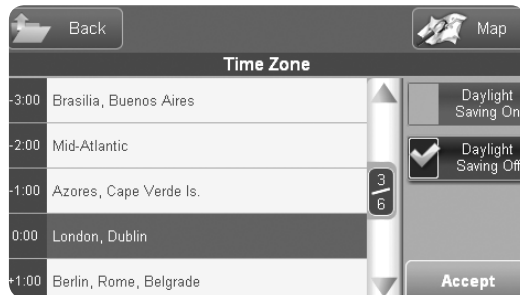 Back
Map
Time Zone
-3:00 Brasilia, Buenos Aires
-2:00 Mid-Atlantic
-1:00 Azores, Cape Verde Is.
0:00 London, Dublin
+1:00 Berlin, Rome, Belgrade
3/6
Daylight
Saving On
Daylight
Saving Off
Accept